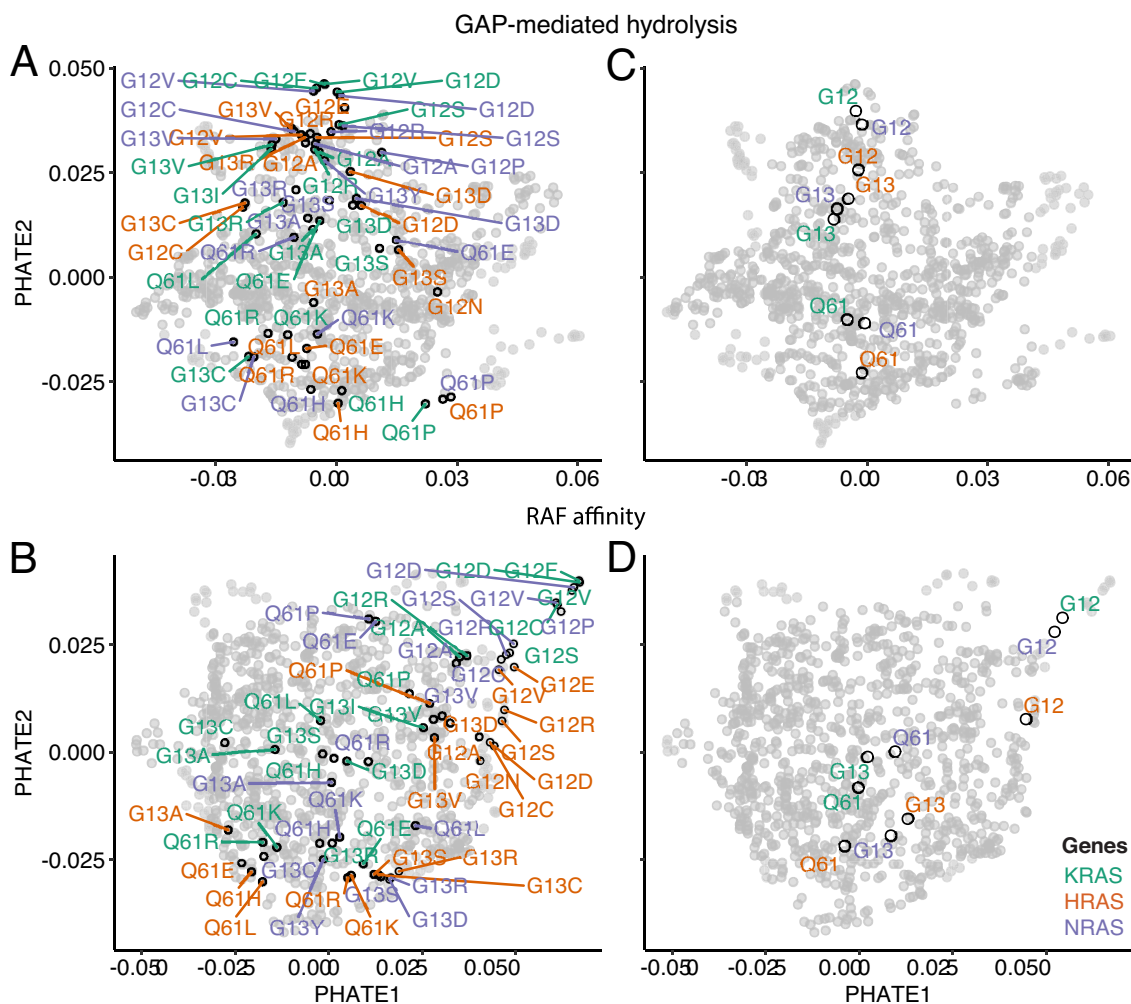 GAP-mediated hydrolysis
A
C
0.050
G12V
G12C
G12F
G12V
G12D
G12
G12C
G13V
G12E
G12S
G12D
G12R
G12R
G12
G13V
G12V
G12S
G12S
0.025
G13V
G13R
G12A
G12A
G12A
G12P
G12
G13I
G13R
G12R
G13Y
G13D
G13
G13
G13C
G13R
G13S
G13A
G13D
G12D
G13D
G13
G12C
Q61R
G13A
G13S
Q61E
PHATE2
0.000
Q61L
Q61E
G13S
G13A
G12N
Q61R
Q61K
Q61K
Q61
Q61
Q61L
Q61L
Q61E
Q61
-0.025
G13C
Q61R
Q61K
Q61P
G13C
Q61H
Q61H
Q61P
Q61H
Q61P
-0.03
0.00
0.03
0.06
-0.03
0.00
0.03
0.06
RAF affinity
B
D
G12D
G12D
G12F
G12R
G12S
G12V
G12V
G12
Q61P
G12A
G12R
G12C
G12P
0.025
Q61E
G12A
G12S
G12
Q61P
Q61P
G12C
G12E
Q61L
G13I
G13V
G12V
G12
G13C
G13S
G13V
G13D
G12R
PHATE2
0.000
G13A
Q61R
G12A
G12S
Q61
Q61H
G13D
G12D
G13
G13A
G13V
G12C
Q61
G13A
Q61K
Q61K
G13
Q61R
Q61H
Q61E
Q61L
G13
-0.025
Q61E
G13C
G13R
G13S
G13R
Q61
Genes
Q61H
Q61R
G13S
G13R
G13C
KRAS
Q61L
G13Y
Q61K
G13D
HRAS
NRAS
-0.050
0.000
0.025
0.050
-0.050
0.000
0.025
0.050
PHATE1
PHATE1